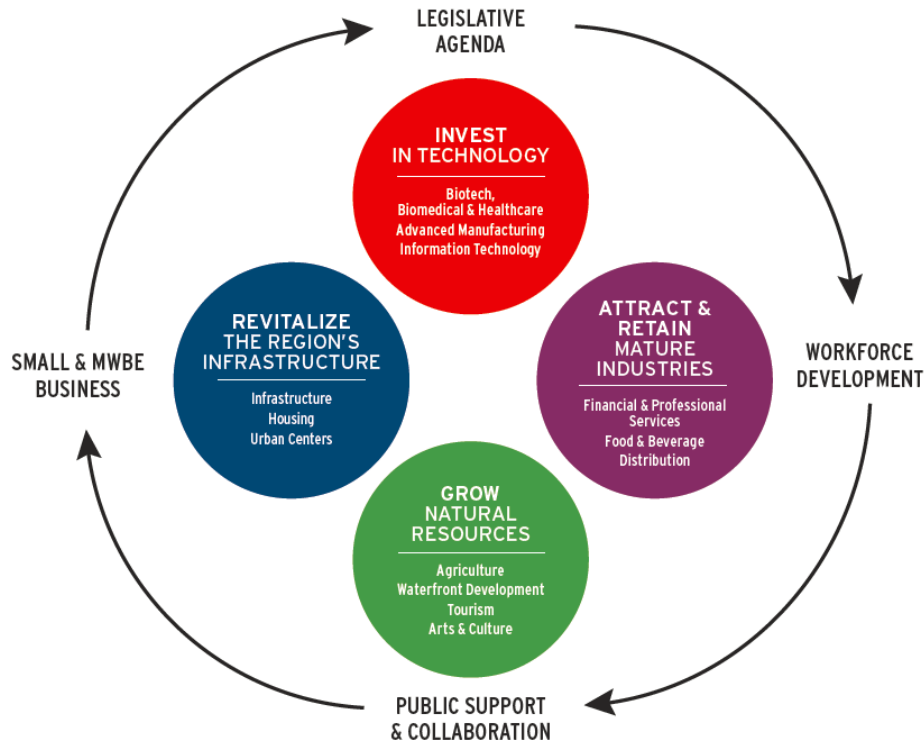 LEGISLATIVE
AGENDA
INVEST
IN TECHNOLOGY
Biotech,
Biomedical & Healthcare
Advanced Manufacturing
Information Technology
REVITALIZE
THE REGION'S
INFRASTRUCTURE
Infrastructure
Housing
Urban Centers
ATTRACT &
RETAIN
MATURE
INDUSTRIES
Financial & Professional
Services
Food & Beverage
Distribution
SMALL & MWBE
BUSINESS
WORKFORCE
DEVELOPMENT
GROW
NATURAL
RESOURCES
Agriculture
Waterfront Development
Tourism
Arts & Culture
PUBLIC SUPPORT
& COLLABORATION